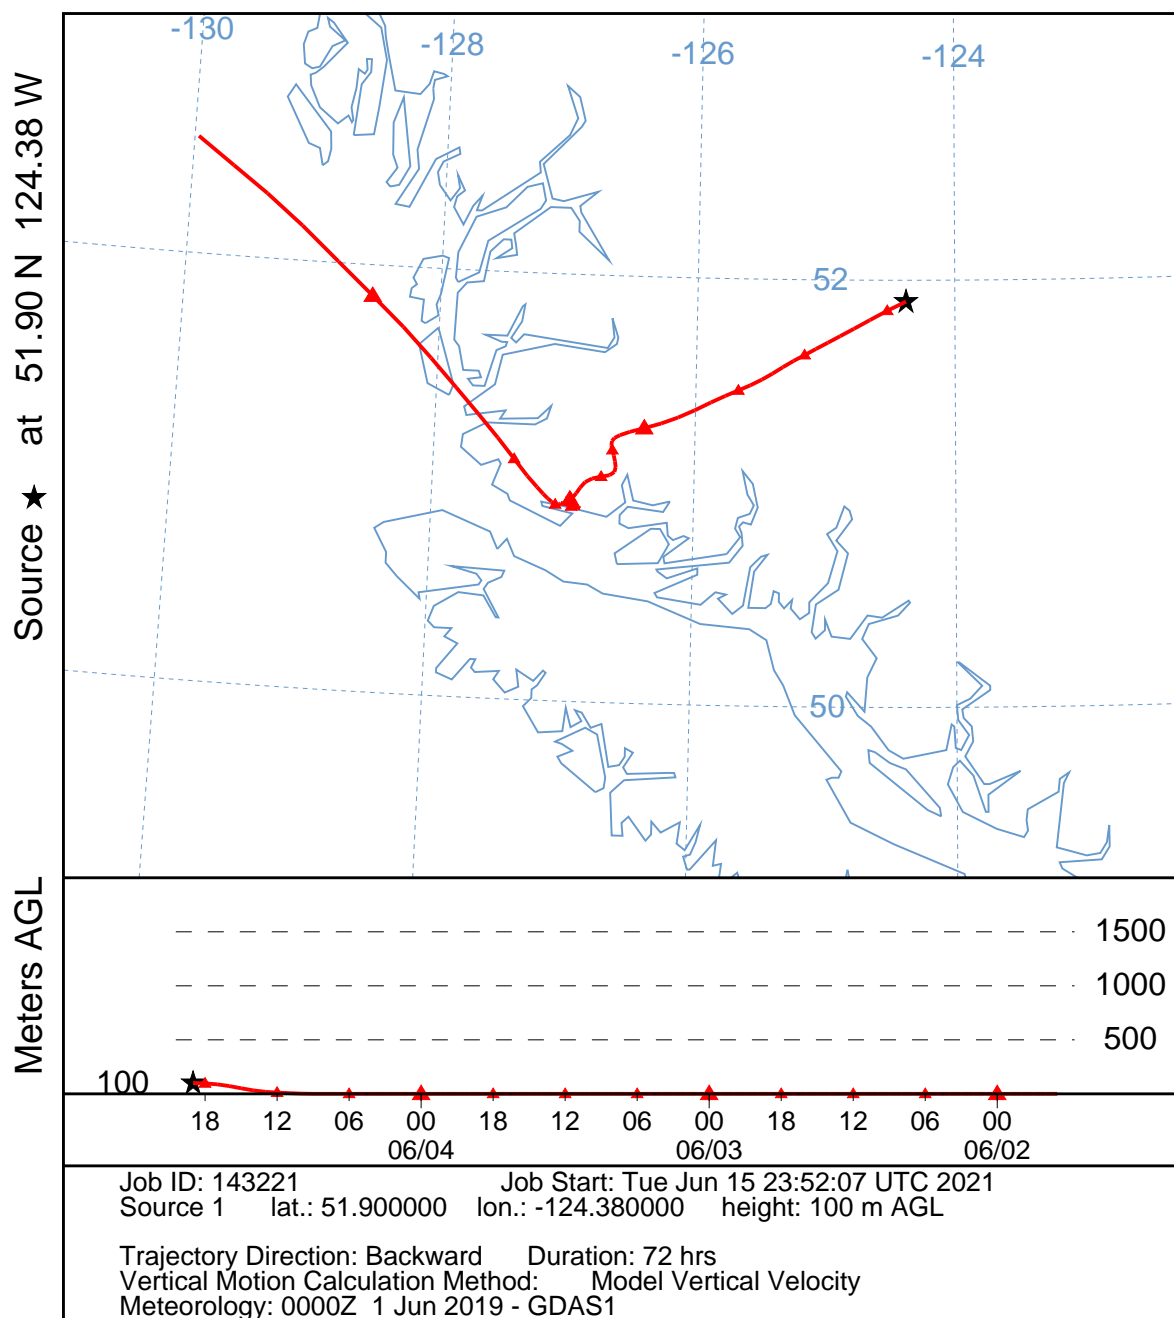 -130
-128
-126
-124
52
50
Source ★ at 51.90 N 124.38 W
Meters AGL
1500
1000
500
100
18 12 06 00 18 12 06 00 18 12 06 00
06/04 06/03 06/02
Job ID: 143221 Job Start: Tue Jun 15 23:52:07 UTC 2021
Source 1 lat.: 51.900000 lon.: -124.380000 height: 100 m AGL
Trajectory Direction: Backward Duration: 72 hrs
Vertical Motion Calculation Method: Model Vertical Velocity
Meteorology: 0000Z 1 Jun 2019 - GDAS1